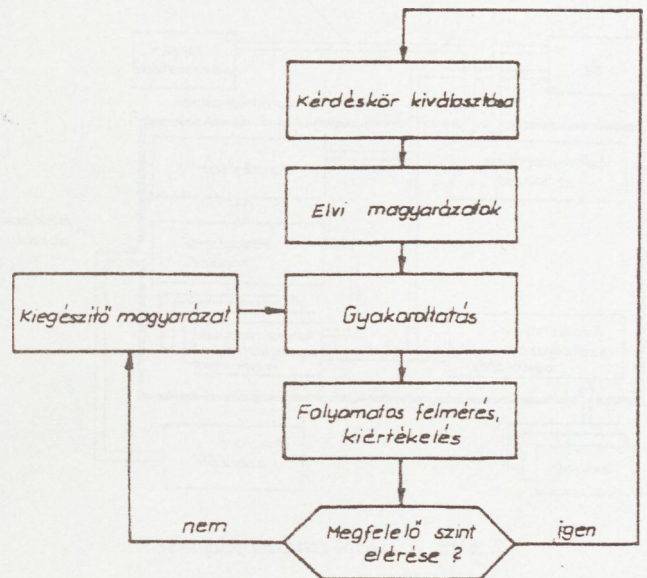 Kérdéskör kiválasztása
Elvi magyarázatok
Kiegészítő magyarázat
Gyakoroltatás
Folyamatos felmérés,
kiértékelés
nem
Megfelelő szint
elérése ?
igen